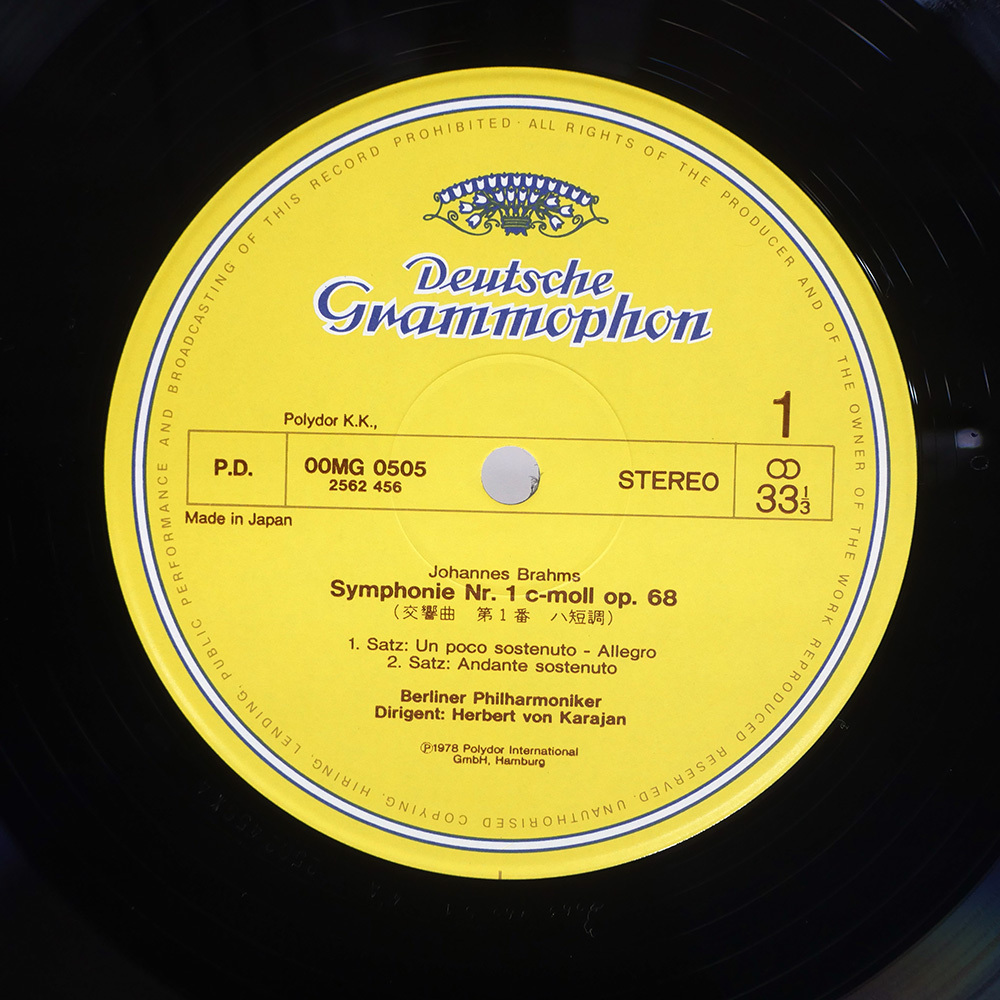 PUBLIC PERFORMANCE AND BROADCASTING OF THIS RECORD PROHIBITED · ALL RIGHTS OF THE PRODUCER AND OF THE OWNER OF THE WORK REPRODUCED RESERVED. UNAUTHORISED COPYING, HIRING, LENDING,
Deutsche
Grammophon
1
Polydor K.K.,
P.D.
00MG 0505
2562 456
STEREO
33 1/3
Made in Japan
Johannes Brahms
Symphonie Nr. 1 c-moll op. 68
(交響曲 第1番 ハ短調)
1. Satz: Un poco sostenuto - Allegro
2. Satz: Andante sostenuto
Berliner Philharmoniker
Dirigent: Herbert von Karajan
Ⓟ1978 Polydor International
GmbH, Hamburg